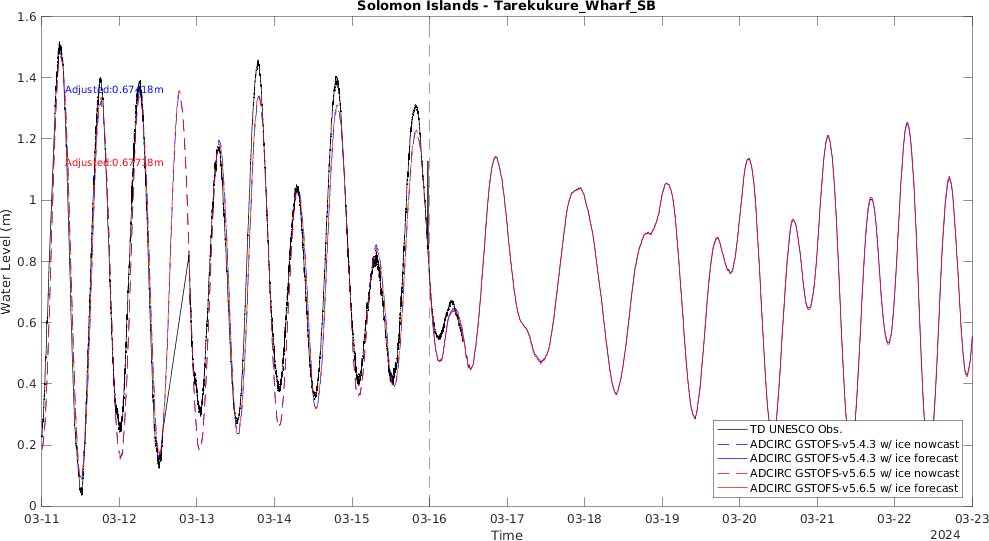 Solomon Islands - Tarekukure_Wharf_SB
1.6
1.4
1.2
1
0.8
0.6
0.4
0.2
0
Water Level (m)
Adjusted:0.67418m
Adjusted:0.67718m
03-11
03-12
03-13
03-14
03-15
03-16
03-17
03-18
03-19
03-20
03-21
03-22
03-23
Time
2024
TD UNESCO Obs.
ADCIRC GSTOFS-v5.4.3 w/ ice nowcast
ADCIRC GSTOFS-v5.4.3 w/ ice forecast
ADCIRC GSTOFS-v5.6.5 w/ ice nowcast
ADCIRC GSTOFS-v5.6.5 w/ ice forecast